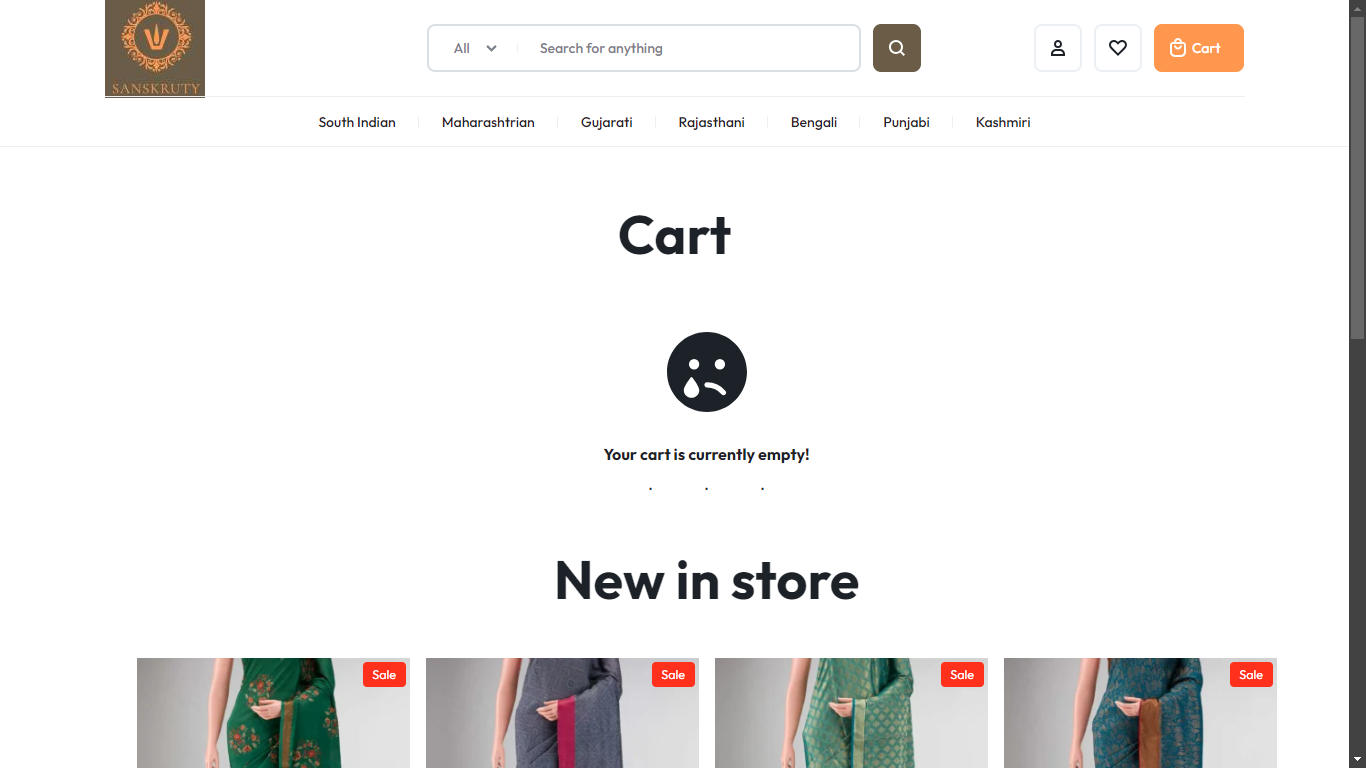 SANSKRUTY
All
Search for anything
Cart
South Indian
Maharashtrian
Gujarati
Rajasthani
Bengali
Punjabi
Kashmiri
Cart
Your cart is currently empty!
New in store
Sale
Sale
Sale
Sale